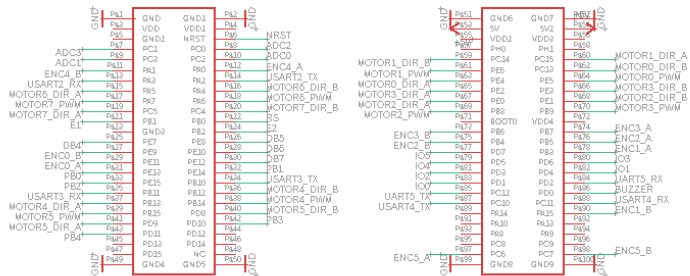 GND Pa1 GND GND1 Pa2 GND
Pa3 VDD VDD1 Pa4
Pa5 GND2 NRST Pa6 NRST
ADC3 Pa7 PC1 PC0 Pa8 ADC2
ADC1 Pa9 PC3 PC2 Pa10 ADC0
ENC4_B Pa11 PA1 PA0 Pa12 ENC4_A
USART2_RX Pa13 PA3 PA2 Pa14 USART2_TX
MOTOR6_DIR_A Pa15 PA5 PA4 Pa16 MOTOR6_DIR_B
MOTOR7_PWM Pa17 PA7 PA6 Pa18 MOTOR6_PWM
MOTOR7_DIR_A Pa19 PC5 PC4 Pa20 MOTOR7_DIR_B
Pa21 PB1 PB0 Pa22 RS
E1 Pa23 GND3 PB2 Pa24 E2
DB4 Pa25 PE7 PE8 Pa26 DB5
ENC0_B Pa27 PE9 PE10 Pa28 DB6
ENC0_A Pa29 PE11 PE12 Pa30 DB7
PB0 Pa31 PE13 PE14 Pa32 PB1
PB2 Pa33 PE15 PB10 Pa34 USART3_TX
USART3_RX Pa35 PB11 PB12 Pa36 MOTOR4_DIR_B
MOTOR4_DIR_A Pa37 PB13 PB14 Pa38 MOTOR4_PWM
MOTOR5_PWM Pa39 PB15 PD8 Pa40 MOTOR5_DIR_B
MOTOR5_DIR_A Pa41 PD9 PD10 Pa42 PB3
PB4 Pa43 PD11 PD12 Pa44
Pa45 PD13 PD14 Pa46
Pa47 PD15 NC Pa48
GND Pa49 GND4 GND5 Pa50 GND
GND Pa51 GND6 GND7 GND
Pa53 5V 5V2
Pa55 VDD2 VDD3 Pa56
Pa57 PH0 PH1 Pa58
MOTOR1_DIR_B Pa59 PC14 PC15 Pa60 MOTOR1_DIR_A
MOTOR1_PWM Pa61 PE6 PC13 Pa62 MOTOR0_DIR_B
MOTOR0_DIR_A Pa63 PE4 PE5 Pa64 MOTOR0_PWM
MOTOR3_DIR_A Pa65 PE2 PE3 Pa66 MOTOR3_DIR_B
MOTOR2_DIR_A Pa67 PE0 PE1 Pa68 MOTOR2_DIR_B
MOTOR2_PWM Pa69 PB8 PB9 Pa70 MOTOR3_PWM
Pa71 BOOT0 VDD4 Pa72
ENC3_B Pa73 PB6 PB7 Pa74 ENC3_A
ENC2_B Pa75 PB4 PB5 Pa76 ENC2_A
IO5 Pa77 PD7 PB3 Pa78 ENC1_A
IO4 Pa79 PD5 PD6 Pa80 IO3
IO2 Pa81 PD3 PD4 Pa82 IO1
IO0 Pa83 PD1 PD2 Pa84 UART5_RX
UART5_TX Pa85 PC12 PD0 Pa86 BUZZER
USART4_TX Pa87 PC10 PC11 Pa88 USART4_RX
Pa89 PA14 PA15 Pa90 ENC1_B
Pa91 PA10 PA13 Pa92
Pa93 PA8 PA9 Pa94
Pa95 PC8 PC9 Pa96
ENC5_A Pa97 PC6 PC7 Pa98 ENC5_B
GND Pa99 GND8 GND9 Pa100 GND